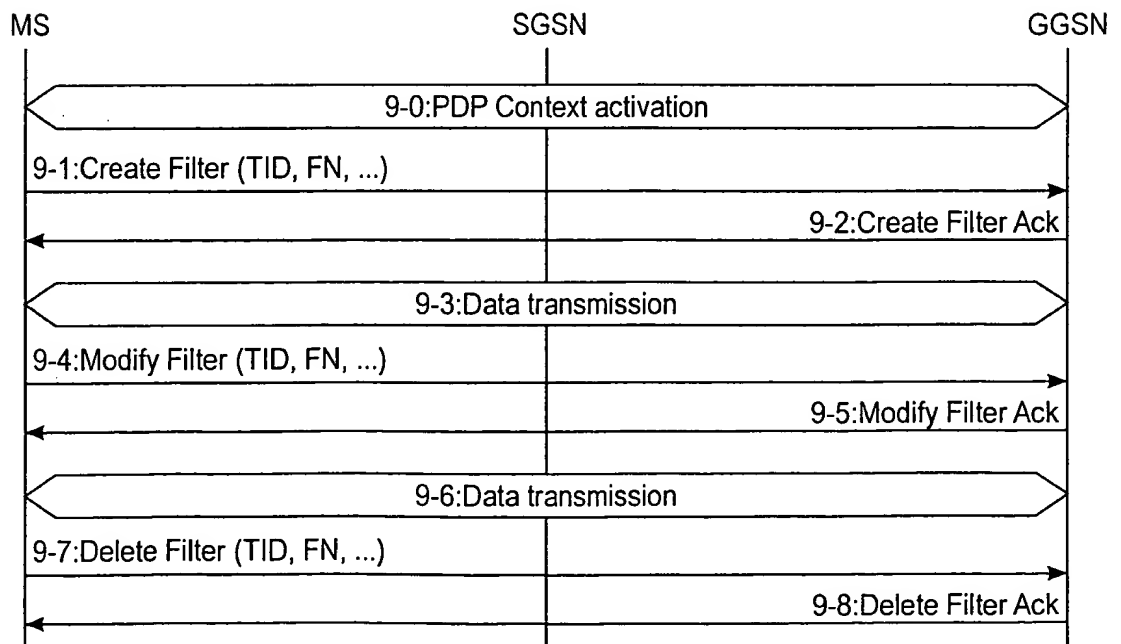 MS SGSN GGSN
9-0:PDP Context activation
9-1:Create Filter (TID, FN, ...)
9-2:Create Filter Ack
9-3:Data transmission
9-4:Modify Filter (TID, FN, ...)
9-5:Modify Filter Ack
9-6:Data transmission
9-7:Delete Filter (TID, FN, ...)
9-8:Delete Filter Ack